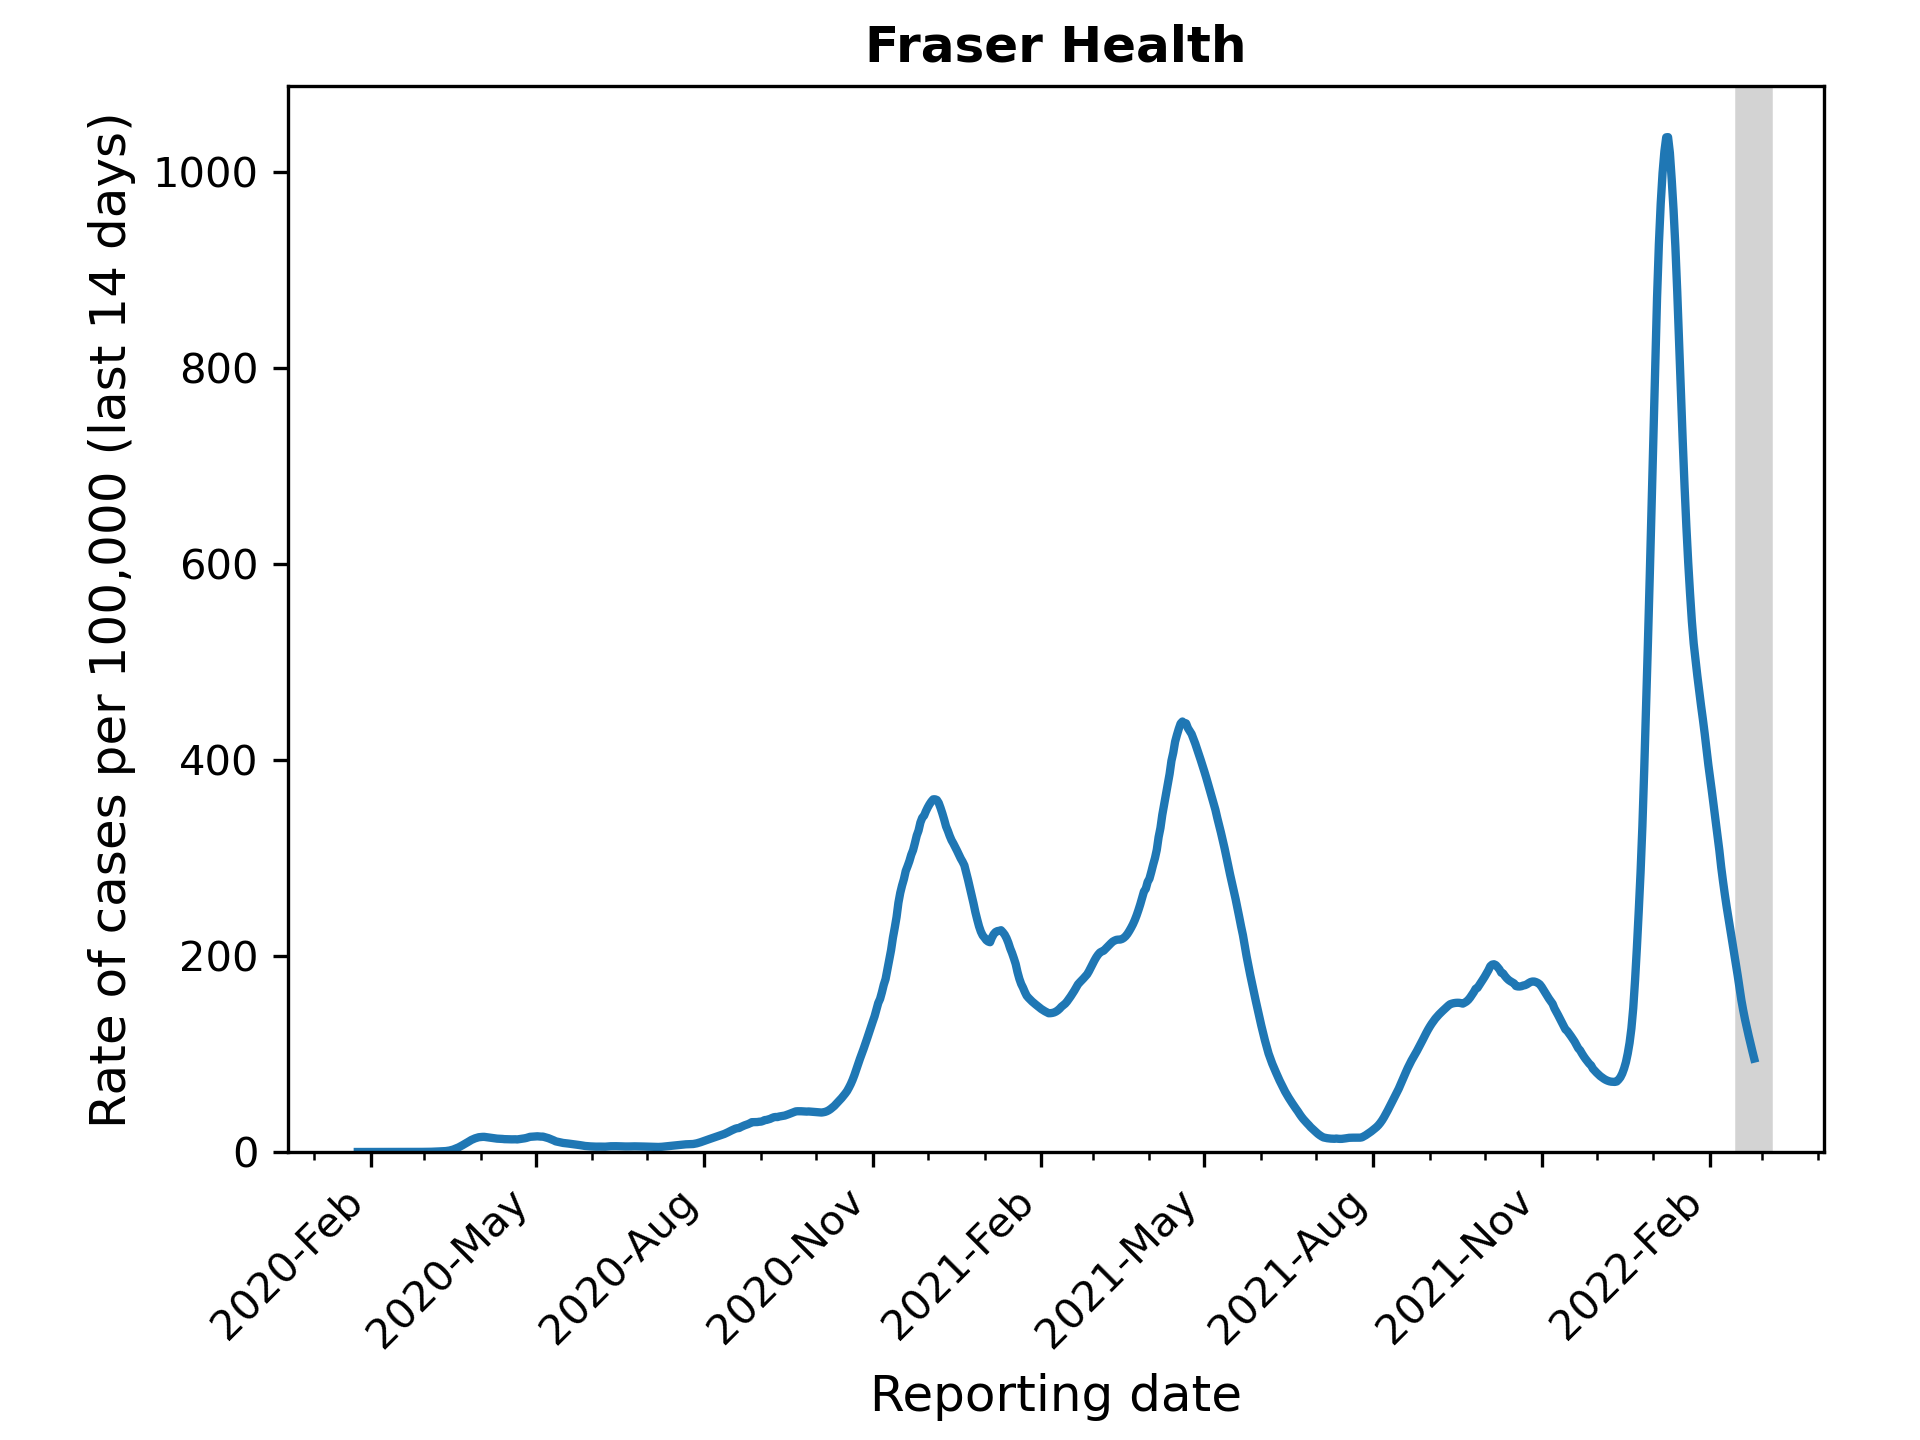 Fraser Health
Rate of cases per 100,000 (last 14 days)
1000
800
600
400
200
0
2020-Feb
2020-May
2020-Aug
2020-Nov
2021-Feb
2021-May
2021-Aug
2021-Nov
2022-Feb
Reporting date